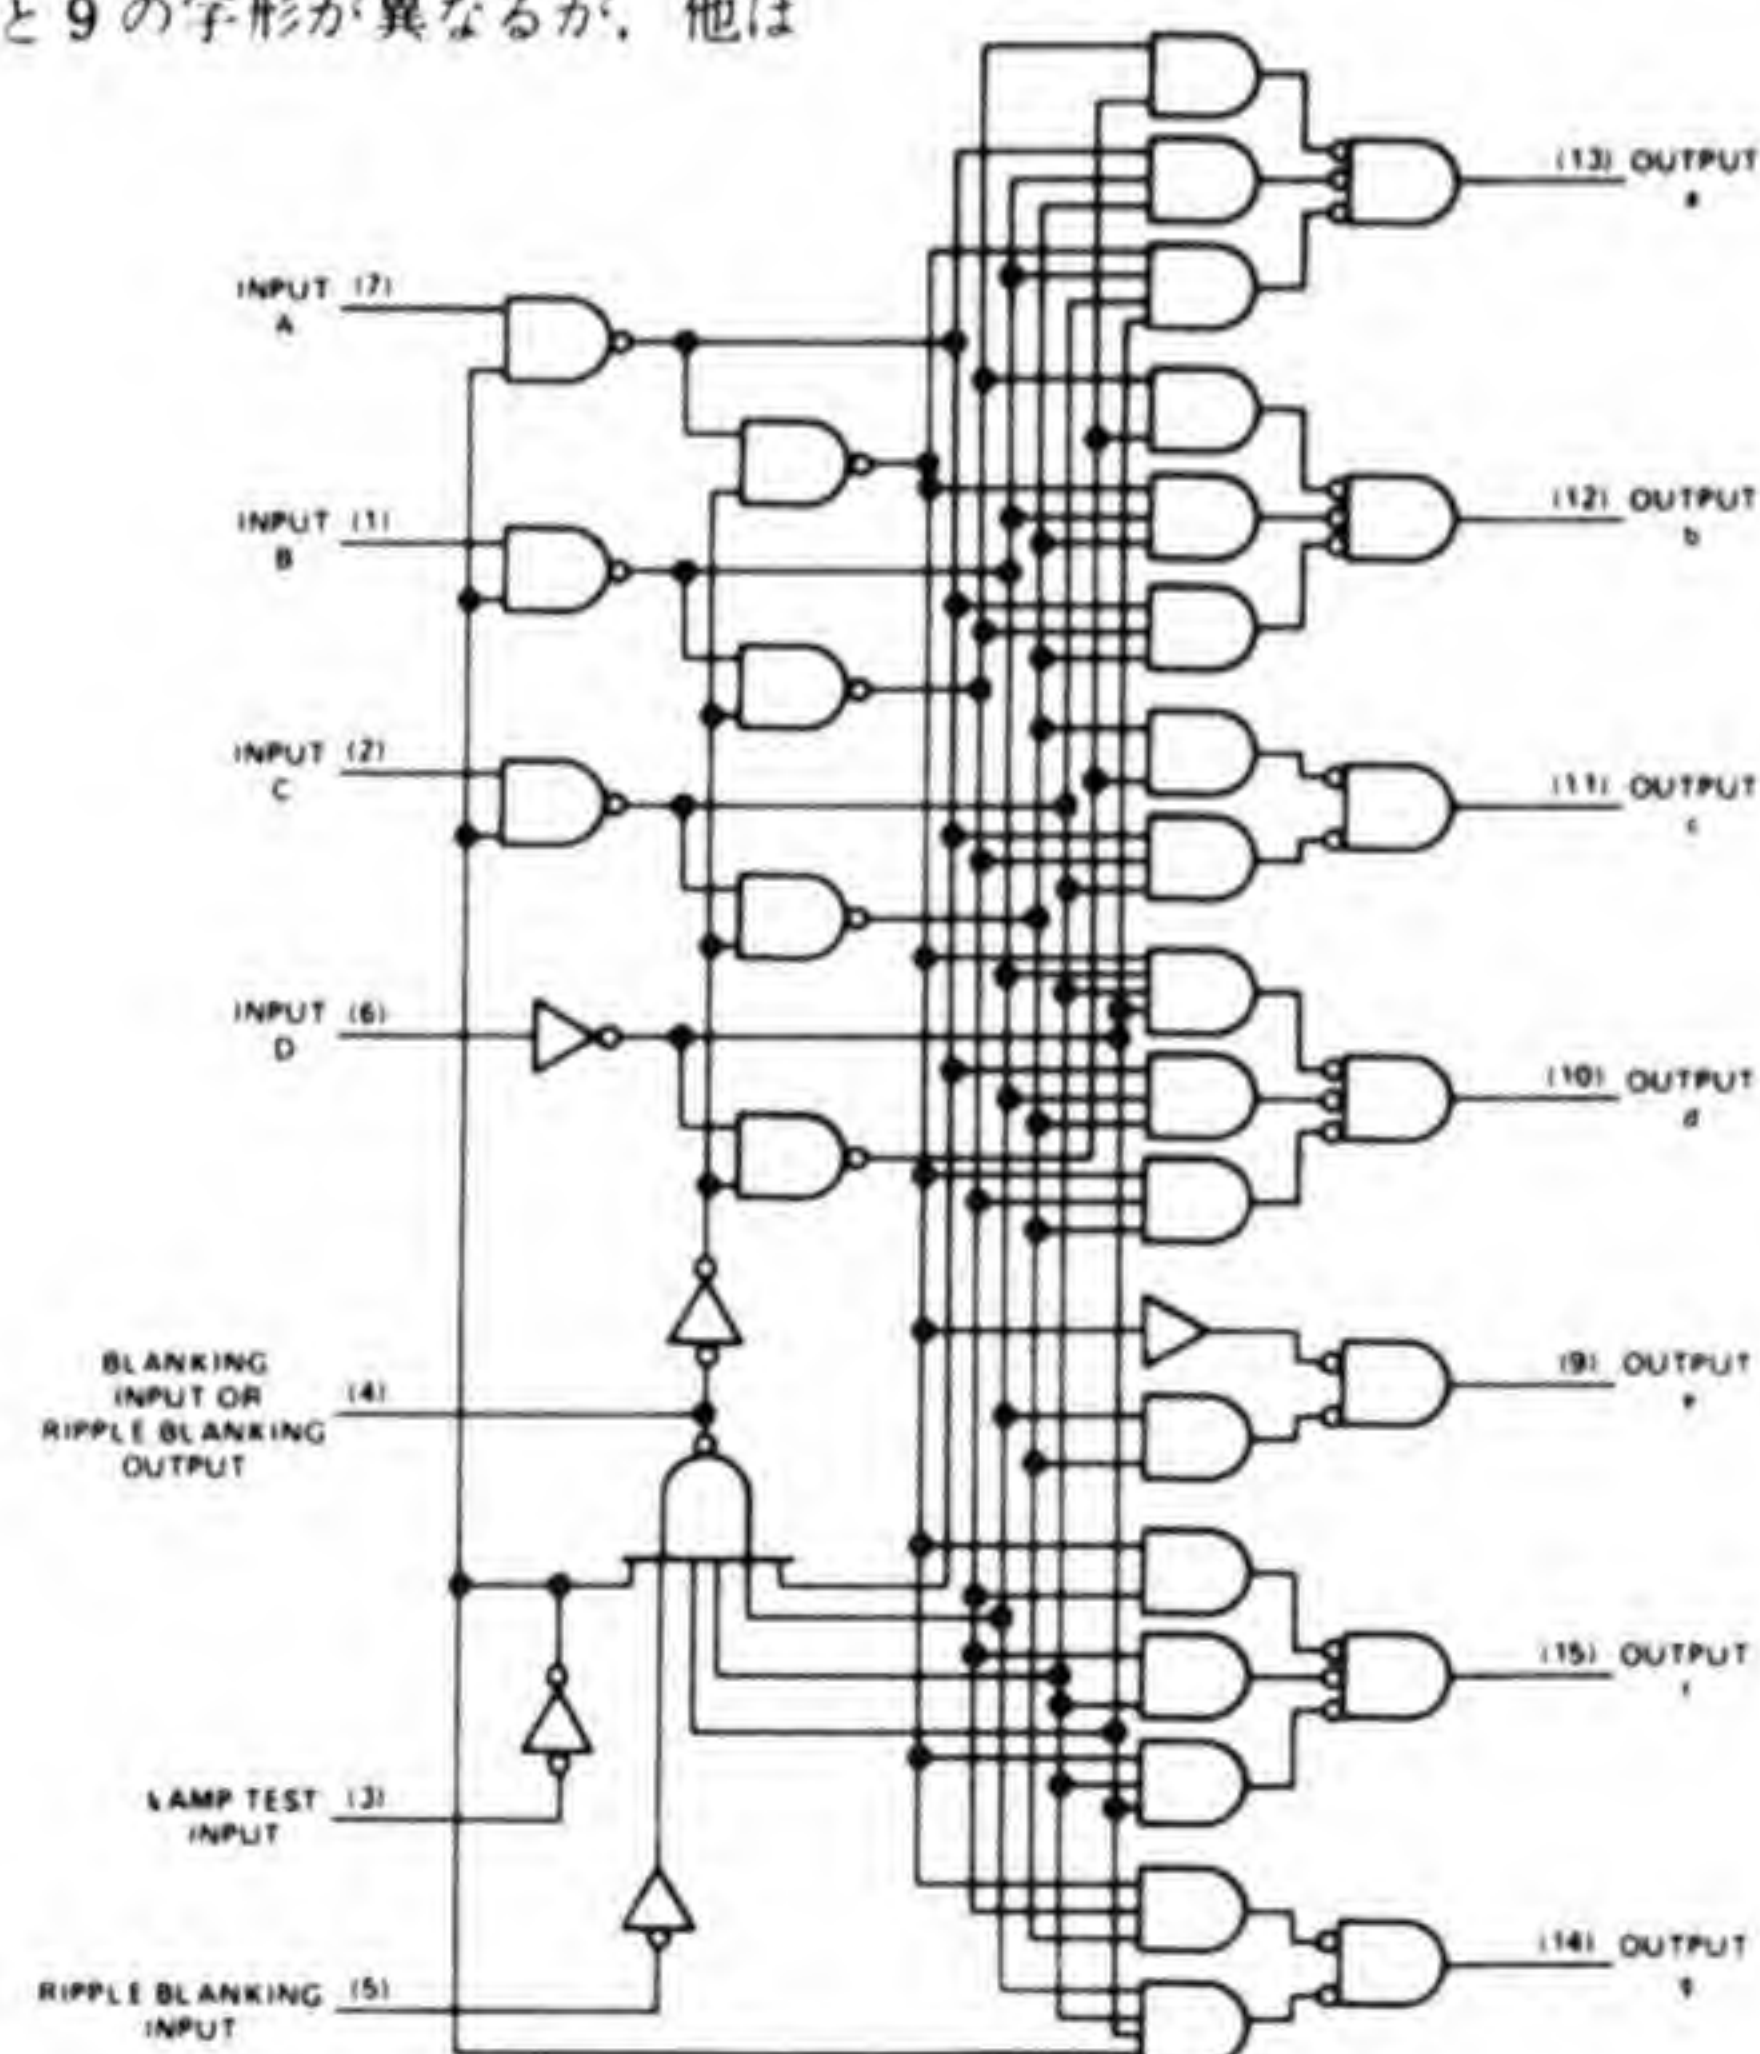 と9の字形が異なるが,他は
(13) OUTPUT
a
INPUT (7)
A
(12) OUTPUT
b
INPUT (1)
B
INPUT (2)
C
(11) OUTPUT
c
INPUT (6)
D
(10) OUTPUT
d
(9) OUTPUT
BLANKING
INPUT OR (4)
RIPPLE BLANKING
OUTPUT
(15) OUTPUT
f
LAMP TEST (3)
INPUT
(14) OUTPUT
RIPPLE BLANKING (5)
INPUT